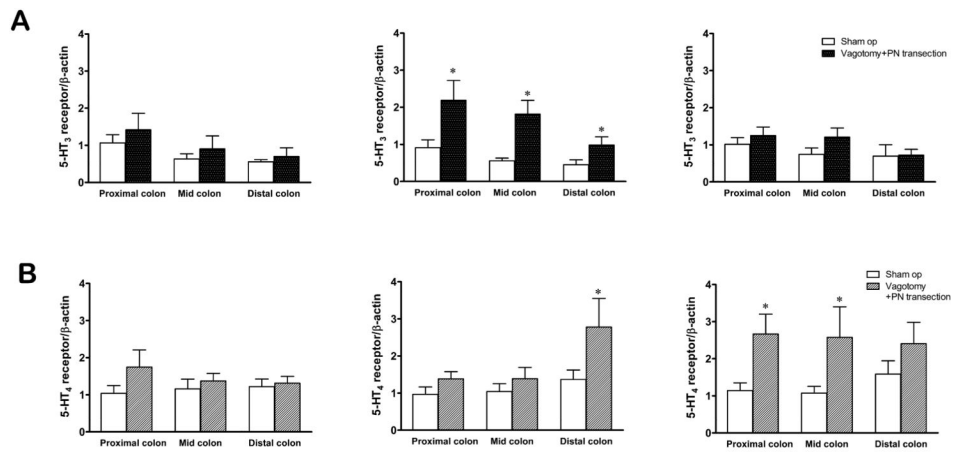 A
5-HT3 receptor/β-actin
4
3
2
1
0
Proximal colon Mid colon Distal colon
5-HT3 receptor/β-actin
4
3
2
1
0
* * *
Proximal colon Mid colon Distal colon
5-HT3 receptor/β-actin
4
3
2
1
0
Sham op
Vagotomy+PN transection
Proximal colon Mid colon Distal colon
B
5-HT4 receptor/β-actin
4
3
2
1
0
Proximal colon Mid colon Distal colon
5-HT4 receptor/β-actin
4
3
2
1
0
*
Proximal colon Mid colon Distal colon
5-HT4 receptor/β-actin
4
3
2
1
0
* *
Sham op
Vagotomy
+PN transection
Proximal colon Mid colon Distal colon